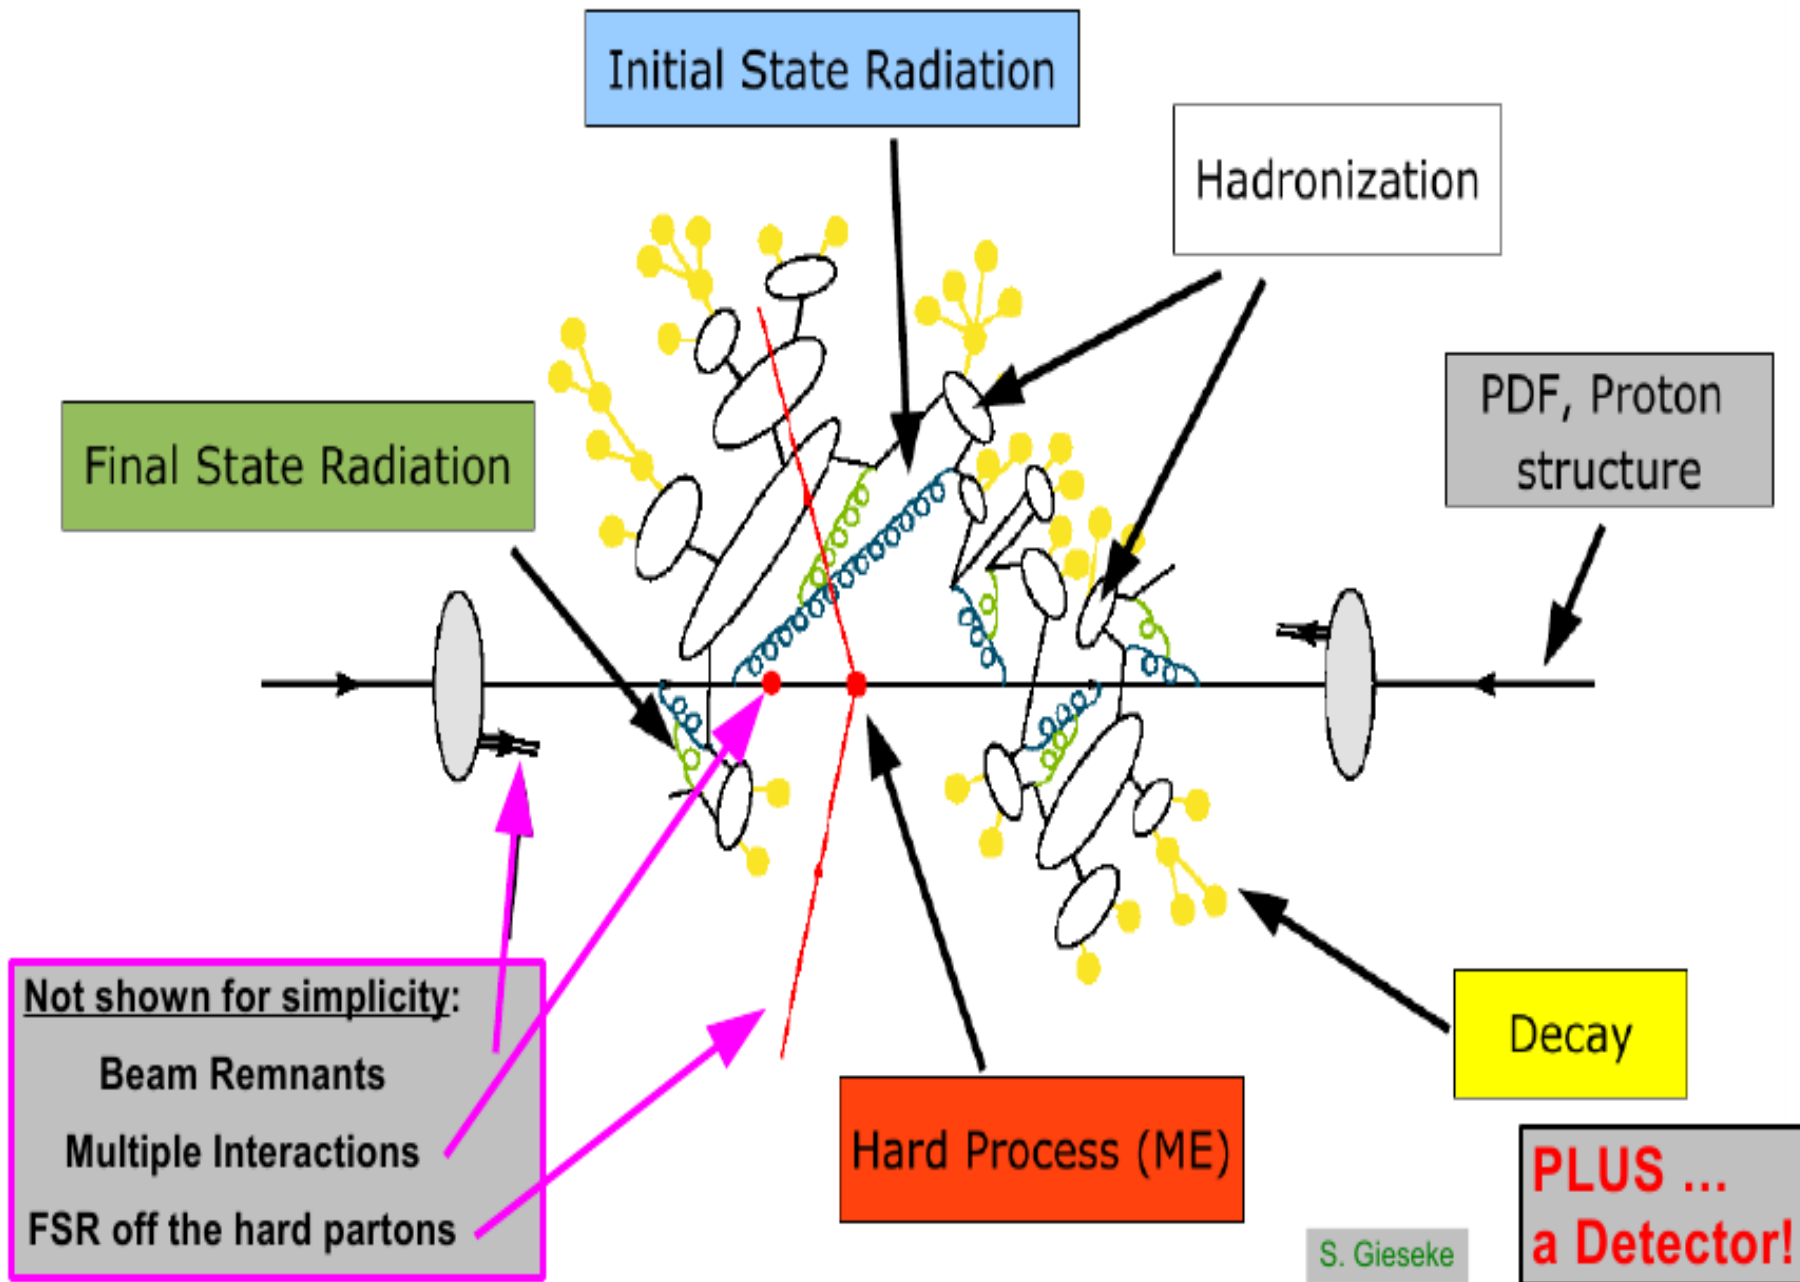 Initial State Radiation
Hadronization
PDF, Proton
structure
Final State Radiation
Not shown for simplicity:
Beam Remnants
Multiple Interactions
FSR off the hard partons
Hard Process (ME)
Decay
PLUS ...
a Detector!
S. Gieseke